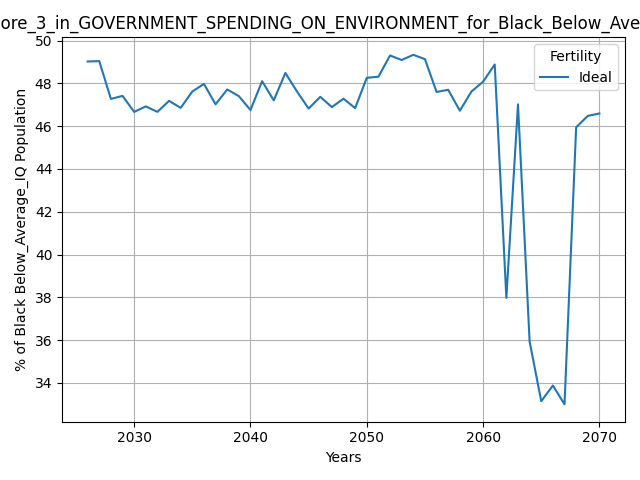 ore_3_in_GOVERNMENT_SPENDING_ON_ENVIRONMENT_for_Black_Below_Ave
50
48
46
44
42
40
38
36
34
% of Black Below_Average_IQ Population
Fertility
Ideal
2030
2040
2050
2060
2070
Years